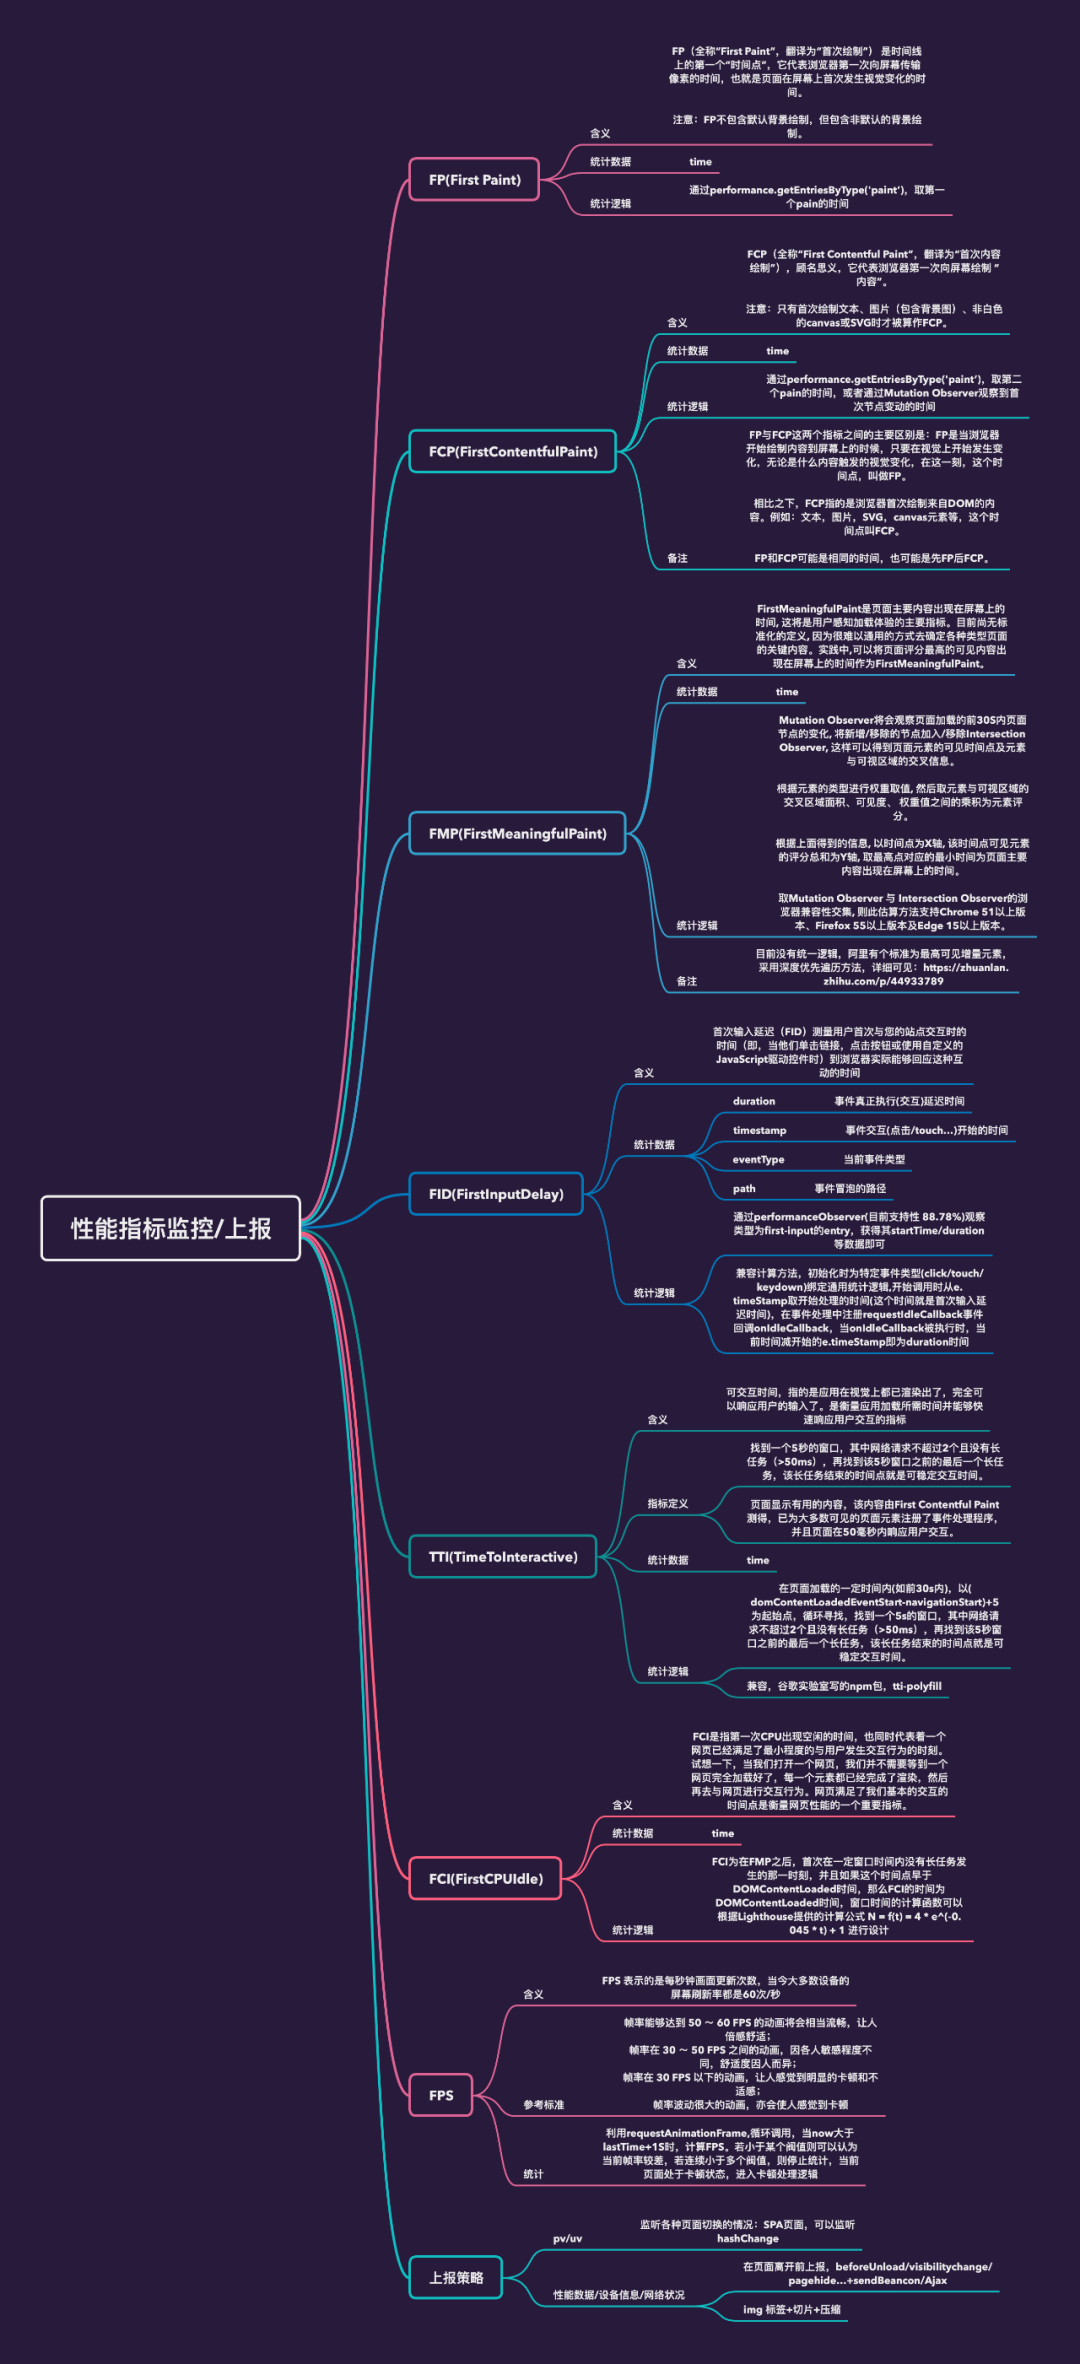 性能指标监控/上报
FP(First Paint)
含义
FP（全称“First Paint”，翻译为“首次绘制”） 是时间线
上的第一个“时间点“，它代表浏览器第一次向屏幕传输
像素的时间，也就是页面在屏幕上首次发生视觉变化的时
间。
注意：FP不包含默认背景绘制，但包含非默认的背景绘
制。
统计数据
time
统计逻辑
通过performance.getEntriesByType('paint')，取第一
个pain的时间
FCP(FirstContentfulPaint)
含义
FCP（全称“First Contentful Paint”，翻译为“首次内容
绘制”），顾名思义，它代表浏览器第一次向屏幕绘制 “
内容“。
注意：只有首次绘制文本、图片（包含背景图）、非白色
的canvas或SVG时才被算作FCP。
统计数据
time
统计逻辑
通过performance.getEntriesByType('paint’)，取第二
个pain的时间，或者通过Mutation Observer观察到首
次节点变动的时间
备注
FP与FCP这两个指标之间的主要区别是：FP是当浏览器
开始绘制内容到屏幕上的时候，只要在视觉上开始发生变
化，无论是什么内容触发的视觉变化，在这一刻，这个时
间点，叫做FP。
相比之下，FCP指的是浏览器首次绘制来自DOM的内
容。例如：文本，图片，SVG，canvas元素等，这个时
间点叫FCP。
FP和FCP可能是相同的时间，也可能是先FP后FCP。
FMP(FirstMeaningfulPaint)
含义
FirstMeaningfulPaint是页面主要内容出现在屏幕上的
时间, 这将是用户感知加载体验的主要指标。目前尚无标
准化的定义, 因为很难以通用的方式去确定各种类型页面
的关键内容。实践中,可以将页面评分最高的可见内容出
现在屏幕上的时间作为FirstMeaningfulPaint。
统计数据
time
统计逻辑
Mutation Observer将会观察页面加载的前30S内页面
节点的变化, 将新增/移除的节点加入/移除Intersection
Observer, 这样可以得到页面元素的可见时间点及元素
与可视区域的交叉信息。
根据元素的类型进行权重取值, 然后取元素与可视区域的
交叉区域面积、可见度、 权重值之间的乘积为元素评
分。
根据上面得到的信息, 以时间点为X轴, 该时间点可见元素
的评分总和为Y轴, 取最高点对应的最小时间为页面主要
内容出现在屏幕上的时间。
取Mutation Observer 与 Intersection Observer的浏
览器兼容性交集, 则此估算方法支持Chrome 51以上版
本、Firefox 55以上版本及Edge 15以上版本。
备注
目前没有统一逻辑，阿里有个标准为最高可见增量元素，
采用深度优先遍历方法，详细可见：https://zhuanlan.
zhihu.com/p/44933789
FID(FirstInputDelay)
含义
首次输入延迟（FID）测量用户首次与您的站点交互时的
时间（即，当他们单击链接，点击按钮或使用自定义的
JavaScript驱动控件时）到浏览器实际能够回应这种互
动的时间
统计数据
duration
事件真正执行(交互)延迟时间
timestamp
事件交互(点击/touch...)开始的时间
eventType
当前事件类型
path
事件冒泡的路径
统计逻辑
通过performanceObserver(目前支持性 88.78%)观察
类型为first-input的entry，获得其startTime/duration
等数据即可
兼容计算方法，初始化时为特定事件类型(click/touch/
keydown)绑定通用统计逻辑,开始调用时从e.
timeStamp取开始处理的时间(这个时间就是首次输入延
迟时间)，在事件处理中注册requestIdleCallback事件
回调onIdleCallback，当onIdleCallback被执行时，当
前时间减开始的e.timeStamp即为duration时间
TTI(TimeToInteractive)
含义
可交互时间，指的是应用在视觉上都已渲染出了，完全可
以响应用户的输入了。是衡量应用加载所需时间并能够快
速响应用户交互的指标
指标定义
找到一个5秒的窗口，其中网络请求不超过2个且没有长
任务（>50ms），再找到该5秒窗口之前的最后一个长任
务，该长任务结束的时间点就是可稳定交互时间。
页面显示有用的内容，该内容由First Contentful Paint
测得，已为大多数可见的页面元素注册了事件处理程序，
并且页面在50毫秒内响应用户交互。
统计数据
time
统计逻辑
在页面加载的一定时间内(如前30s内)，以(
domContentLoadedEventStart-navigationStart)+5
为起始点，循环寻找，找到一个5s的窗口，其中网络请
求不超过2个且没有长任务（>50ms），再找到该5秒窗
口之前的最后一个长任务，该长任务结束的时间点就是可
稳定交互时间。
兼容，谷歌实验室写的npm包，tti-polyfill
FCI(FirstCPUIdle)
含义
FCI是指第一次CPU出现空闲的时间，也同时代表着一个
网页已经满足了最小程度的与用户发生交互行为的时刻。
试想一下，当我们打开一个网页，我们并不需要等到一个
网页完全加载好了，每一个元素都已经完成了渲染，然后
再去与网页进行交互行为。网页满足了我们基本的交互的
时间点是衡量网页性能的一个重要指标。
统计数据
time
统计逻辑
FCI为在FMP之后，首次在一定窗口时间内没有长任务发
生的那一时刻，并且如果这个时间点早于
DOMContentLoaded时间，那么FCI的时间为
DOMContentLoaded时间，窗口时间的计算函数可以
根据Lighthouse提供的计算公式 N = f(t) = 4 * e^(-0.
045 * t) + 1 进行设计
FPS
含义
FPS 表示的是每秒钟画面更新次数，当今大多数设备的
屏幕刷新率都是60次/秒
参考标准
帧率能够达到 50 ～ 60 FPS 的动画将会相当流畅，让人
倍感舒适；
帧率在 30 ～ 50 FPS 之间的动画，因各人敏感程度不
同，舒适度因人而异；
帧率在 30 FPS 以下的动画，让人感觉到明显的卡顿和不
适感；
帧率波动很大的动画，亦会使人感觉到卡顿
统计
利用requestAnimationFrame,循环调用，当now大于
lastTime+1S时，计算FPS。若小于某个阀值则可以认为
当前帧率较差，若连续小于多个阀值，则停止统计，当前
页面处于卡顿状态，进入卡顿处理逻辑
上报策略
pv/uv
监听各种页面切换的情况：SPA页面，可以监听
hashChange
性能数据/设备信息/网络状况
在页面离开前上报，beforeUnload/visibilitychange/
pagehide...+sendBeancon/Ajax
img 标签+切片+压缩